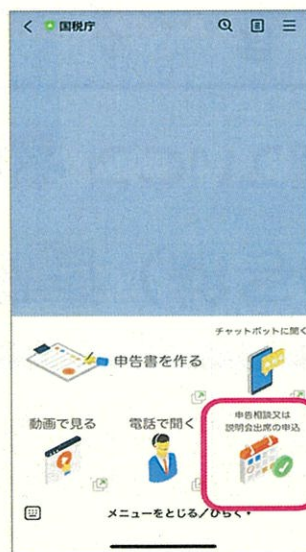 国税庁
チャットボットに聞く
申告書を作る
動画で見る
電話で聞く
申告相談又は
説明会出席の申込
メニューをとじる/ひらく